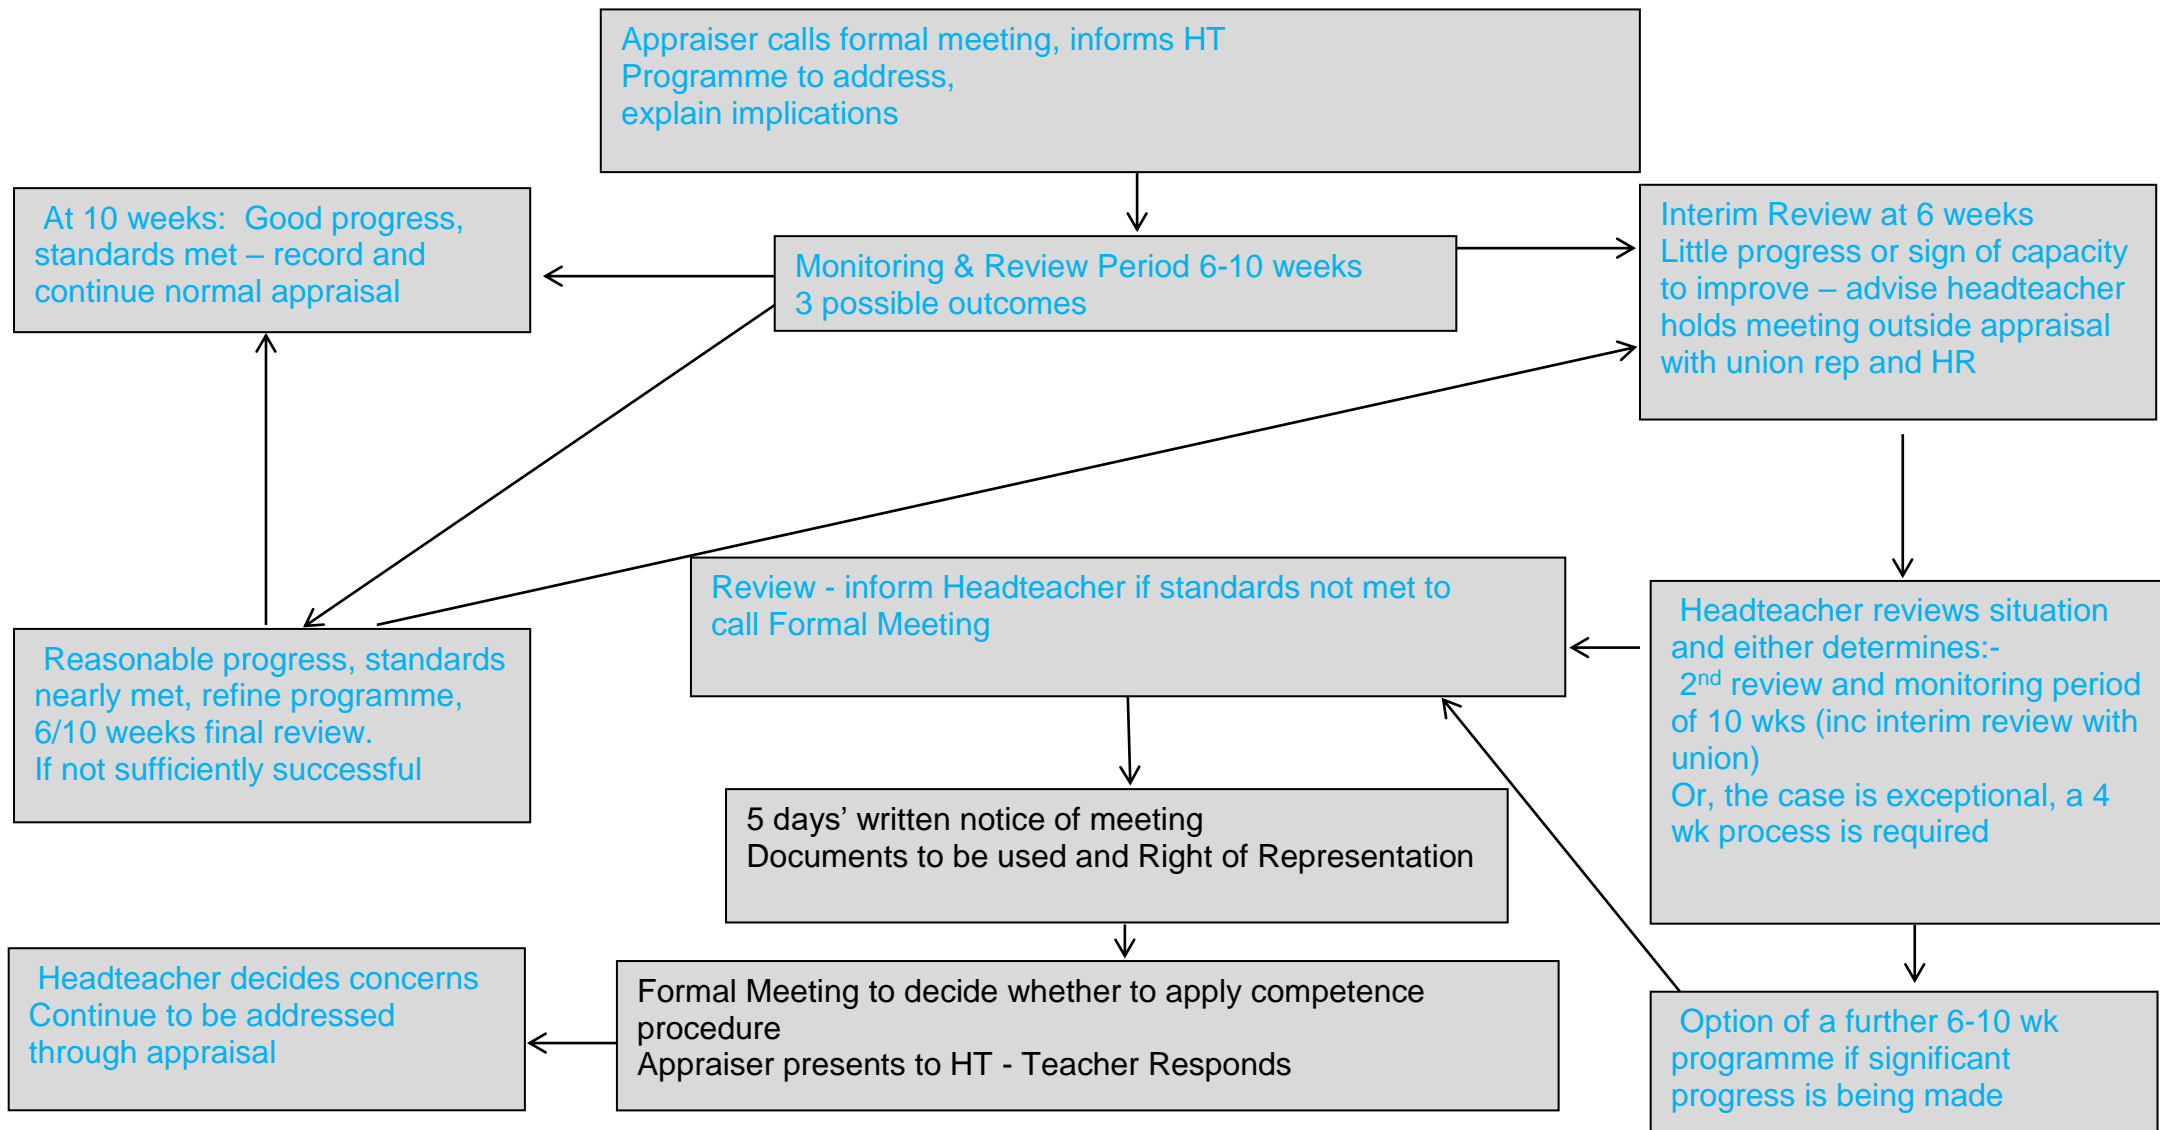 Appraiser calls formal meeting, informs HT
Programme to address,
explain implications
At 10 weeks:  Good progress,
standards met – record and
continue normal appraisal
Monitoring & Review Period 6-10 weeks
3 possible outcomes
Interim Review at 6 weeks
Little progress or sign of capacity
to improve – advise headteacher
holds meeting outside appraisal
with union rep and HR
Reasonable progress, standards
nearly met, refine programme,
6/10 weeks final review.
If not sufficiently successful
Review - inform Headteacher if standards not met to
call Formal Meeting
Headteacher reviews situation
and either determines:-
2nd review and monitoring period
of 10 wks (inc interim review with
union)
Or, the case is exceptional, a 4
wk process is required
5 days’ written notice of meeting
Documents to be used and Right of Representation
Headteacher decides concerns
Continue to be addressed
through appraisal
Formal Meeting to decide whether to apply competence
procedure
Appraiser presents to HT - Teacher Responds
Option of a further 6-10 wk
programme if significant
progress is being made